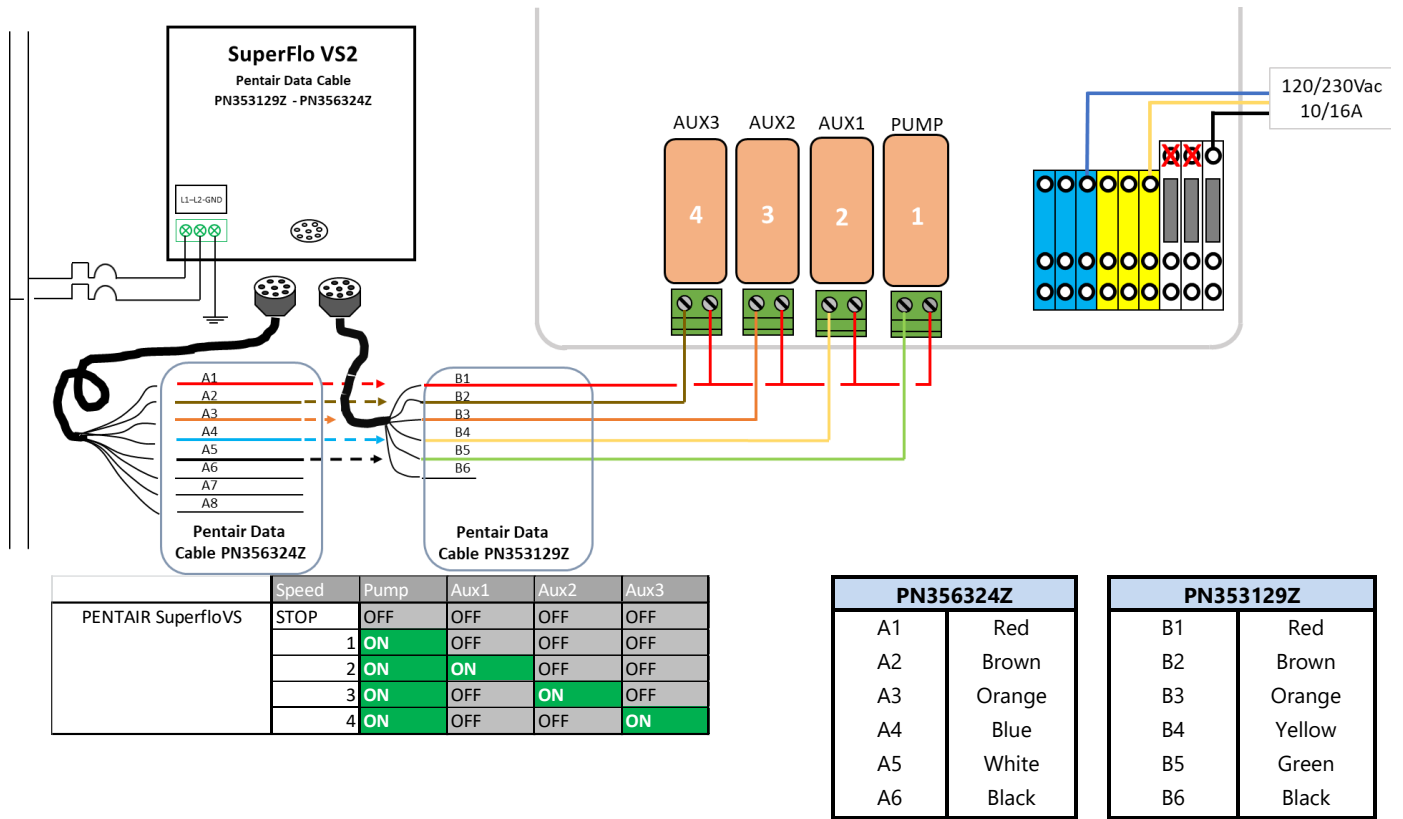 SuperFlo VS2
Pentair Data Cable
PN353129Z - PN356324Z
L1-L2-GND
AUX3 AUX2 AUX1 PUMP
4 3 2 1
120/230Vac
10/16A
A1
A2
A3
A4
A5
A6
A7
A8
Pentair Data
Cable PN356324Z
B1
B2
B3
B4
B5
B6
Pentair Data
Cable PN353129Z
Speed Pump Aux1 Aux2 Aux3
PENTAIR SuperfloVS STOP OFF OFF OFF OFF
1 ON OFF OFF OFF
2 ON ON OFF OFF
3 ON OFF ON OFF
4 ON OFF OFF ON
PN356324Z
A1 Red
A2 Brown
A3 Orange
A4 Blue
A5 White
A6 Black
PN353129Z
B1 Red
B2 Brown
B3 Orange
B4 Yellow
B5 Green
B6 Black